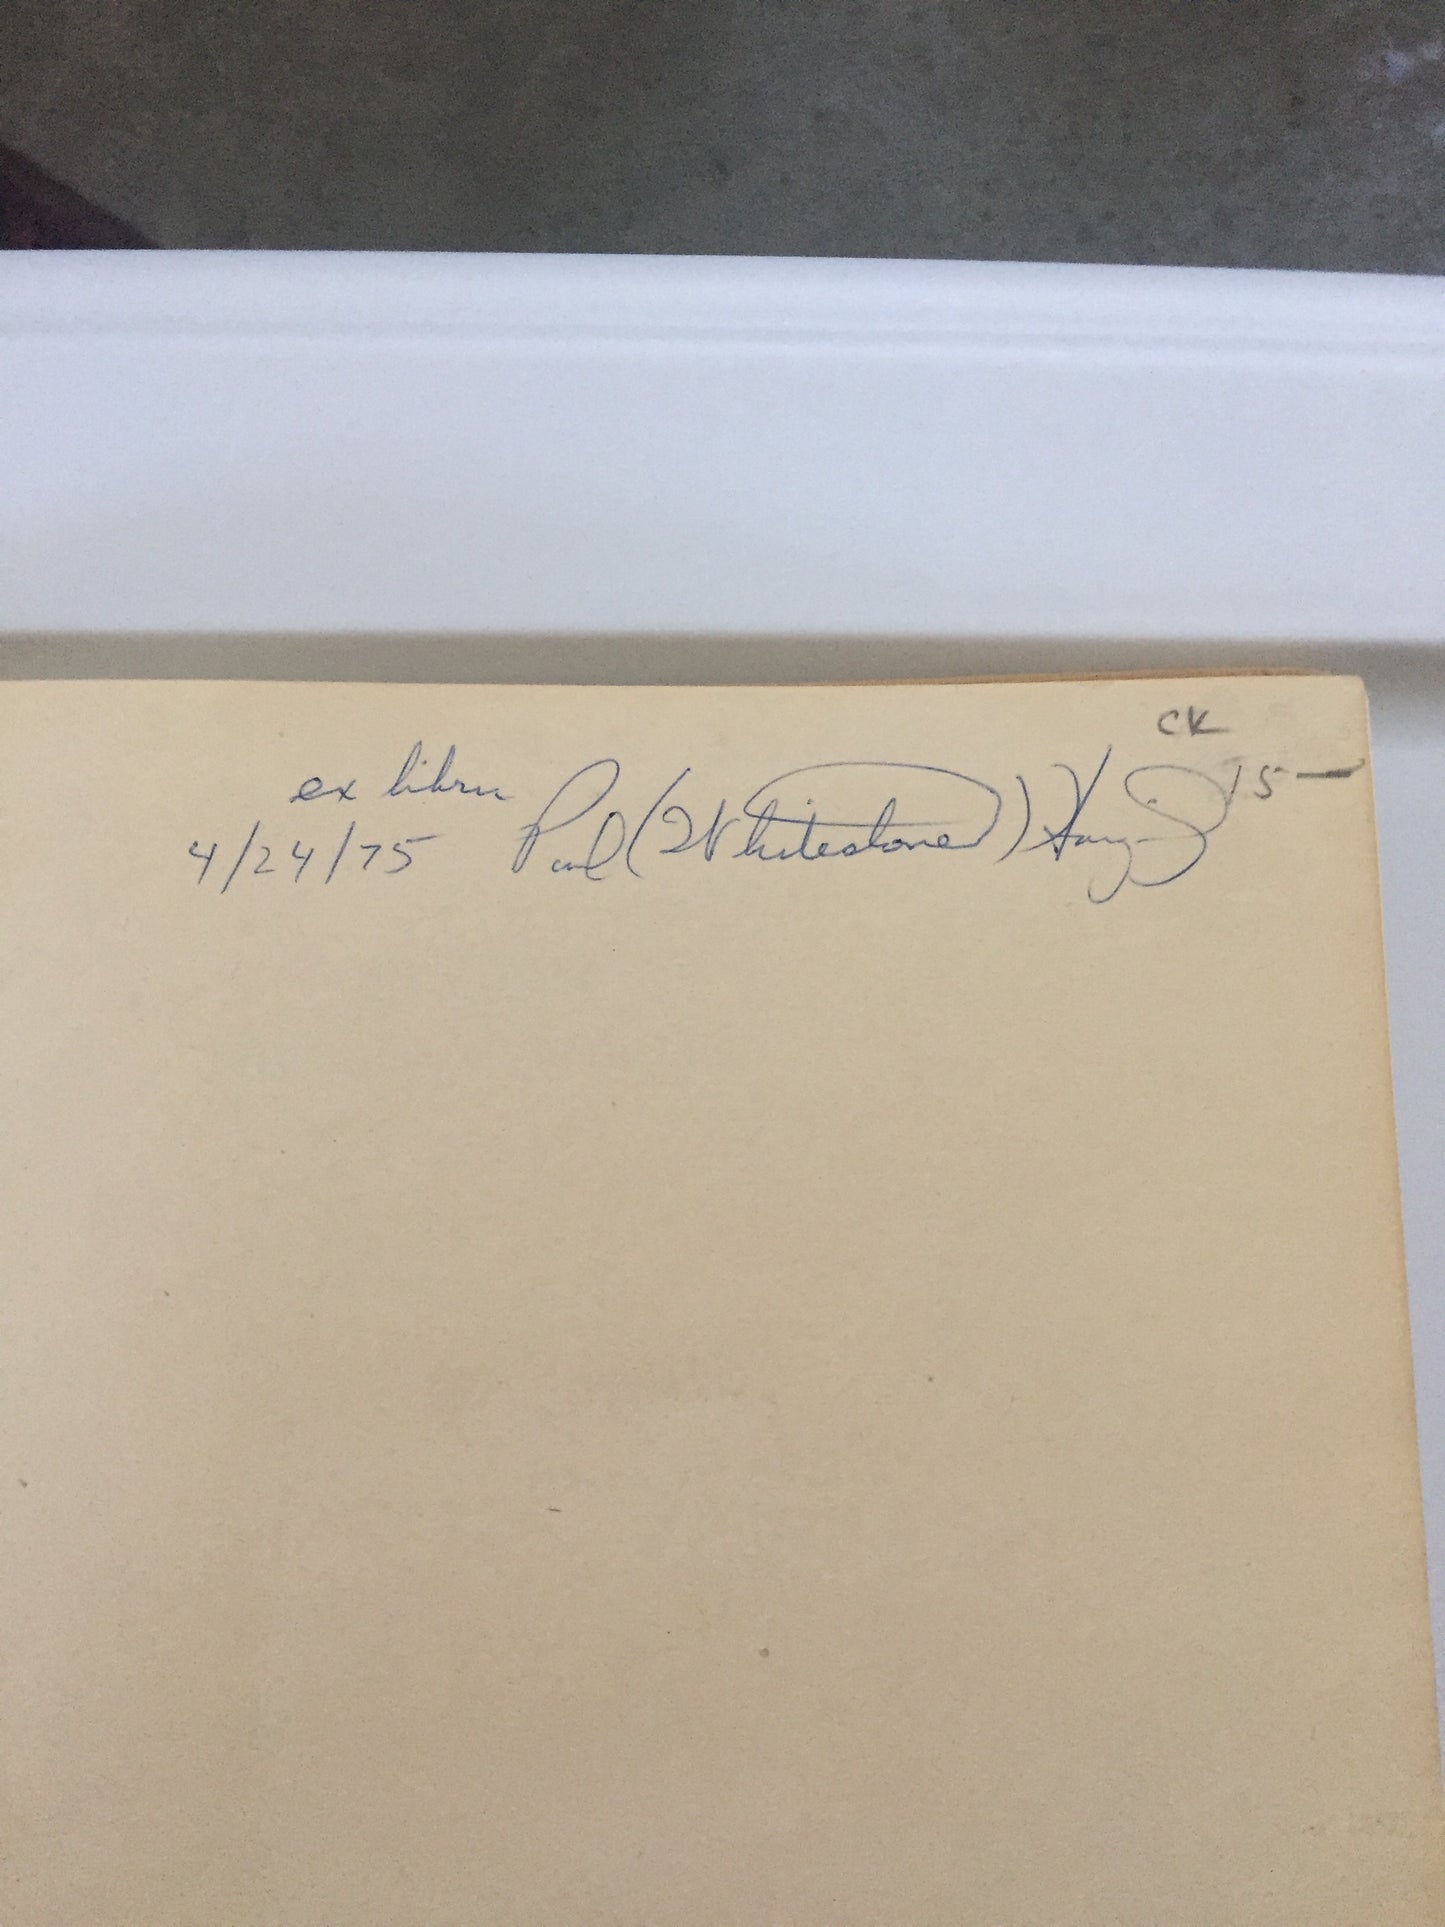 CK
15—
ex libris
4/24/75 Paul (Whitestone)